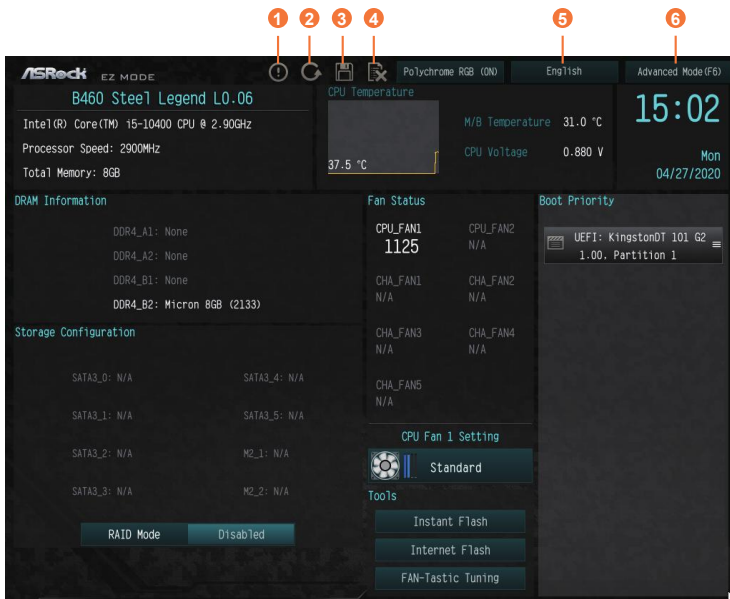 1 2 3 4 5 6
ASRock EZ MODE
Polychrome RGB (ON)
English
Advanced Mode(F6)
B460 Steel Legend L0.06
Intel(R) Core(TM) i5-10400 CPU @ 2.90GHz
Processor Speed: 2900MHz
Total Memory: 8GB
CPU Temperature
37.5 °C
M/B Temperature 31.0 °C
CPU Voltage 0.880 V
15:02
Mon
04/27/2020
DRAM Information
DDR4_A1: None
DDR4_A2: None
DDR4_B1: None
DDR4_B2: Micron 8GB (2133)
Storage Configuration
SATA3_0: N/A SATA3_4: N/A
SATA3_1: N/A SATA3_5: N/A
SATA3_2: N/A M2_1: N/A
SATA3_3: N/A M2_2: N/A
RAID Mode Disabled
Fan Status
CPU_FAN1 CPU_FAN2
1125 N/A
CHA_FAN1 CHA_FAN2
N/A N/A
CHA_FAN3 CHA_FAN4
N/A N/A
CHA_FAN5
N/A
CPU Fan 1 Setting
Standard
Tools
Instant Flash
Internet Flash
FAN-Tastic Tuning
Boot Priority
UEFI: KingstonDT 101 G2
1.00, Partition 1